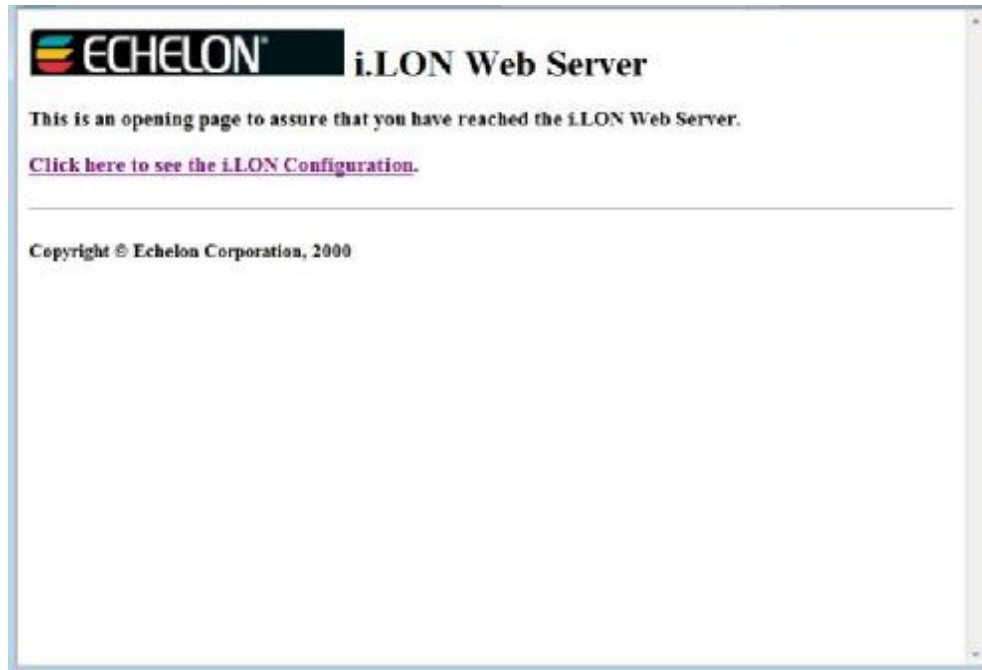 ECHELON® i.LON Web Server
This is an opening page to assure that you have reached the i.LON Web Server.
Click here to see the i.LON Configuration.
Copyright © Echelon Corporation, 2000